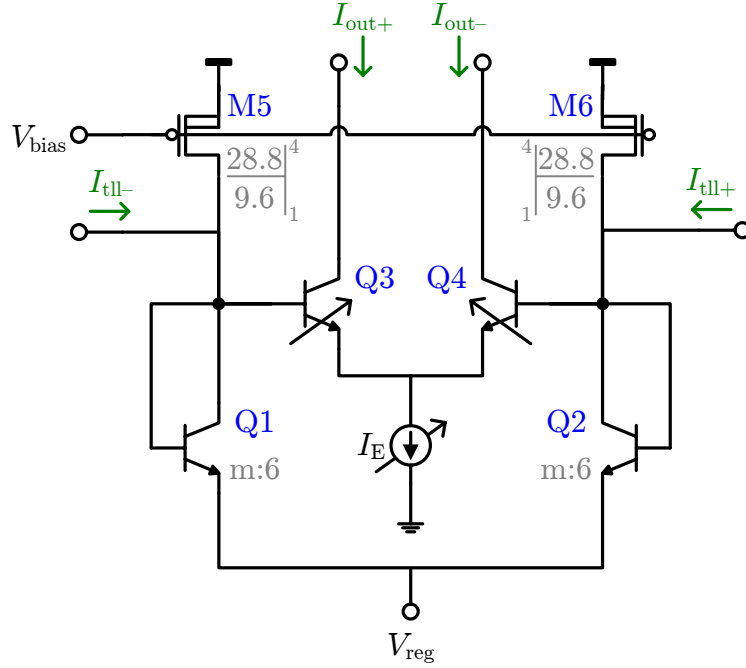 I_out+ I_out–
M5 M6
V_bias
28.8 4 4 28.8
9.6 1 1 9.6
I_tll– I_tll+
Q3 Q4
Q1 Q2
I_E
m:6 m:6
V_reg